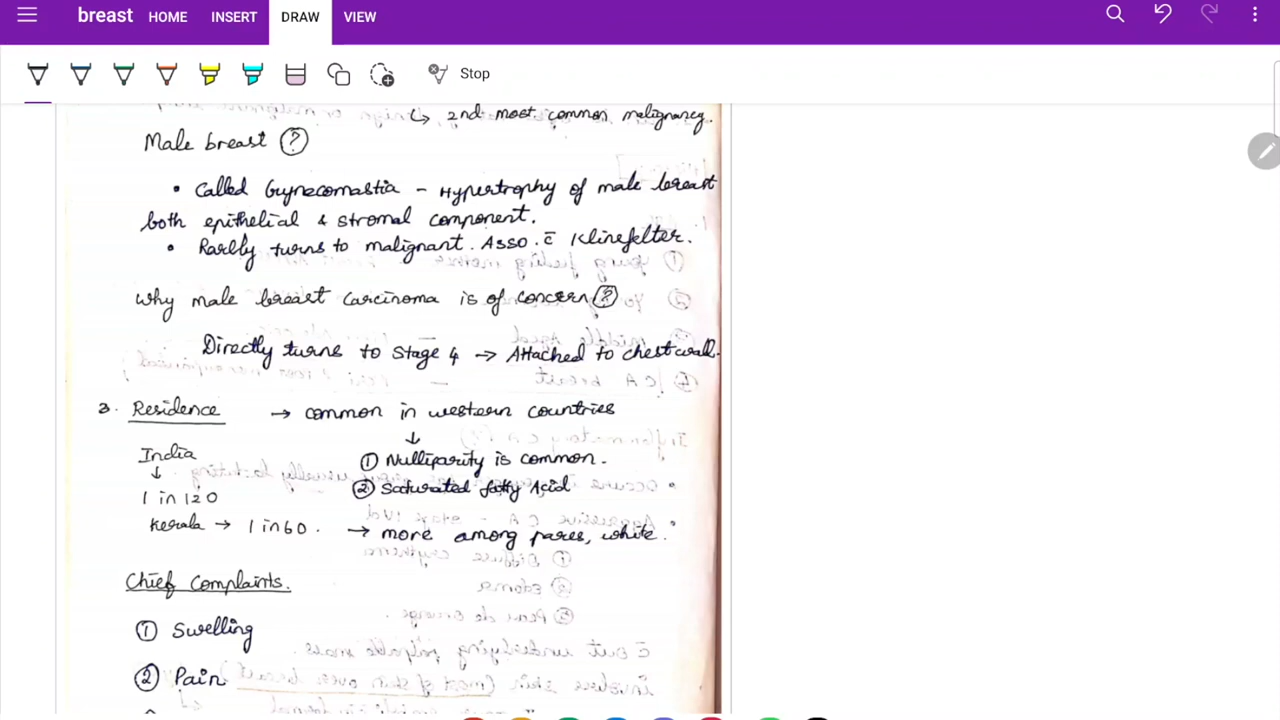 breast HOME INSERT DRAW VIEW
Stop
↳ 2nd most common malignancy.
Male breast ?
• Called Gynecomastia - Hypertrophy of male breast
both epithelial & stromal component.
• Rarely turns to malignant. Asso. c̄ Klinefelter.
Why male breast carcinoma is of concern ?
Directly turns to Stage 4 → Attached to chest wall.
3. Residence → common in western countries
↓
India ① Nulliparity is common.
↓
1 in 120 ② Saturated fatty Acid
Kerala → 1 in 60. → more among pares, white.
Chief Complaints.
① Swelling
② Pain